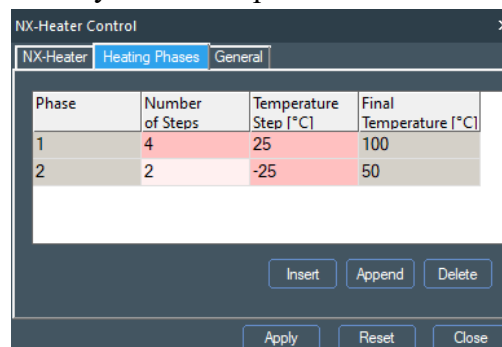 NX-Heater Control
NX-Heater Heating Phases General
Phase Number of Steps Temperature Step [°C] Final Temperature [°C]
1 4 25 100
2 2 -25 50
Insert Append Delete
Apply Reset Close